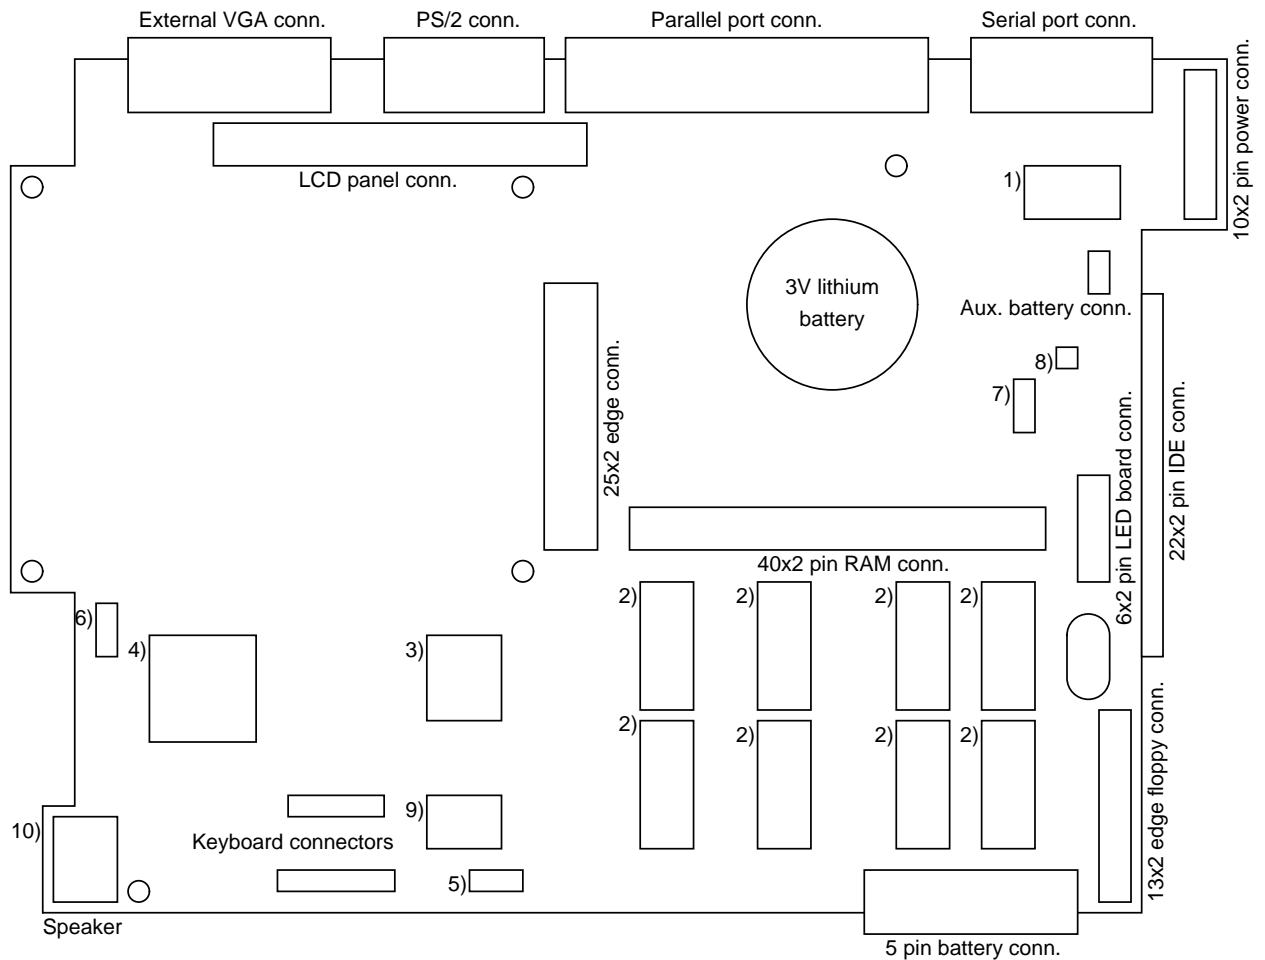 External VGA conn.
PS/2 conn.
Parallel port conn.
Serial port conn.
10x2 pin power conn.
LCD panel conn.
1)
3V lithium
battery
Aux. battery conn.
8)
7)
25x2 edge conn.
6x2 pin LED board conn.
22x2 pin IDE conn.
40x2 pin RAM conn.
2)
2)
2)
2)
6)
4)
3)
2)
2)
2)
2)
13x2 edge floppy conn.
9)
10)
Keyboard connectors
5)
Speaker
5 pin battery conn.